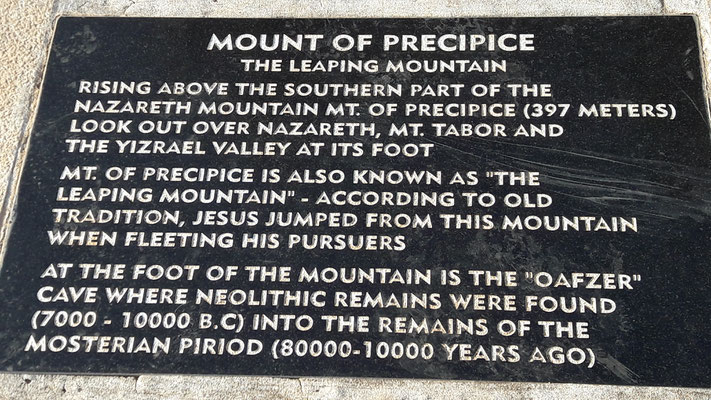 MOUNT OF PRECIPICE
THE LEAPING MOUNTAIN
RISING ABOVE THE SOUTHERN PART OF THE
NAZARETH MOUNTAIN MT. OF PRECIPICE (397 METERS)
LOOK OUT OVER NAZARETH, MT. TABOR AND
THE YIZRAEL VALLEY AT ITS FOOT
MT. OF PRECIPICE IS ALSO KNOWN AS "THE
LEAPING MOUNTAIN" - ACCORDING TO OLD
TRADITION, JESUS JUMPED FROM THIS MOUNTAIN
WHEN FLEETING HIS PURSUERS
AT THE FOOT OF THE MOUNTAIN IS THE "OAFZER"
CAVE WHERE NEOLITHIC REMAINS WERE FOUND
(7000 - 10000 B.C) INTO THE REMAINS OF THE
MOSTERIAN PIRIOD (80000-10000 YEARS AGO)